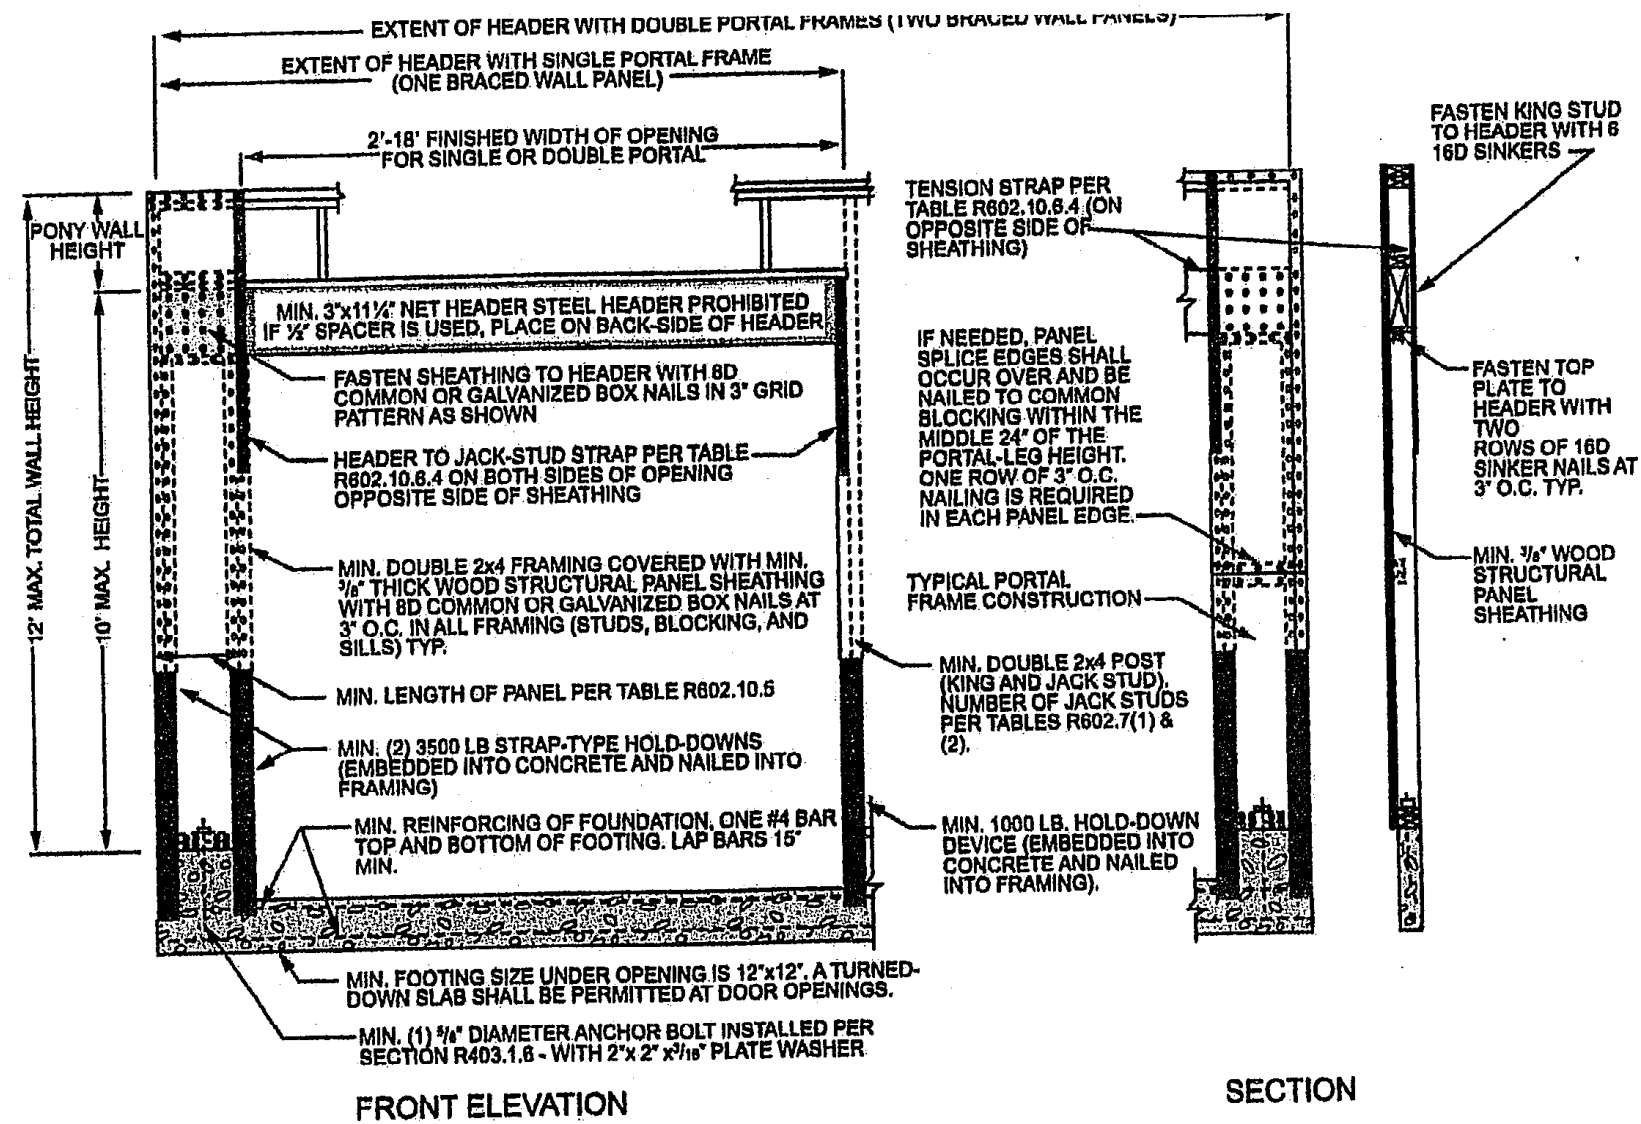 EXTENT OF HEADER WITH DOUBLE PORTAL FRAMES (TWO BRACED WALL PANELS)
EXTENT OF HEADER WITH SINGLE PORTAL FRAME
(ONE BRACED WALL PANEL)
2'-18' FINISHED WIDTH OF OPENING
FOR SINGLE OR DOUBLE PORTAL
FASTEN KING STUD
TO HEADER WITH 6
16D SINKERS
TENSION STRAP PER
TABLE R602.10.6.4 (ON
OPPOSITE SIDE OF
SHEATHING)
PONY WALL
HEIGHT
12' MAX. TOTAL WALL HEIGHT
10' MAX. HEIGHT
MIN. 3"x11¼" NET HEADER STEEL HEADER PROHIBITED
IF ½" SPACER IS USED, PLACE ON BACK-SIDE OF HEADER
FASTEN SHEATHING TO HEADER WITH 8D
COMMON OR GALVANIZED BOX NAILS IN 3" GRID
PATTERN AS SHOWN
HEADER TO JACK-STUD STRAP PER TABLE
R602.10.6.4 ON BOTH SIDES OF OPENING
OPPOSITE SIDE OF SHEATHING
IF NEEDED, PANEL
SPLICE EDGES SHALL
OCCUR OVER AND BE
NAILED TO COMMON
BLOCKING WITHIN THE
MIDDLE 24" OF THE
PORTAL-LEG HEIGHT.
ONE ROW OF 3" O.C.
NAILING IS REQUIRED
IN EACH PANEL EDGE.
FASTEN TOP
PLATE TO
HEADER WITH
TWO
ROWS OF 16D
SINKER NAILS AT
3" O.C. TYP.
MIN. DOUBLE 2x4 FRAMING COVERED WITH MIN.
3/8" THICK WOOD STRUCTURAL PANEL SHEATHING
WITH 8D COMMON OR GALVANIZED BOX NAILS AT
3" O.C. IN ALL FRAMING (STUDS, BLOCKING, AND
SILLS) TYP.
TYPICAL PORTAL
FRAME CONSTRUCTION
MIN. 3/8" WOOD
STRUCTURAL
PANEL
SHEATHING
MIN. LENGTH OF PANEL PER TABLE R602.10.5
MIN. DOUBLE 2x4 POST
(KING AND JACK STUD).
NUMBER OF JACK STUDS
PER TABLES R602.7(1) &
(2).
MIN. (2) 3500 LB STRAP-TYPE HOLD-DOWNS
(EMBEDDED INTO CONCRETE AND NAILED INTO
FRAMING)
MIN. REINFORCING OF FOUNDATION, ONE #4 BAR
TOP AND BOTTOM OF FOOTING. LAP BARS 15"
MIN.
MIN. 1000 LB. HOLD-DOWN
DEVICE (EMBEDDED INTO
CONCRETE AND NAILED
INTO FRAMING).
MIN. FOOTING SIZE UNDER OPENING IS 12"x12". A TURNED-
DOWN SLAB SHALL BE PERMITTED AT DOOR OPENINGS.
MIN. (1) 5/8" DIAMETER ANCHOR BOLT INSTALLED PER
SECTION R403.1.6 - WITH 2"x 2" x3/16" PLATE WASHER
FRONT ELEVATION
SECTION